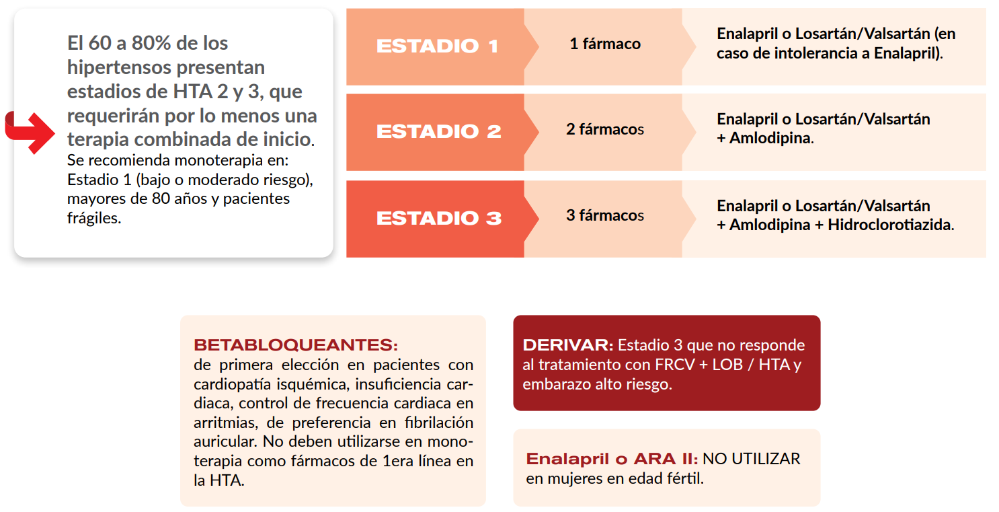 El 60 a 80% de los
hipertensos presentan
estadios de HTA 2 y 3, que
requerirán por lo menos una
terapia combinada de inicio.
Se recomienda monoterapia en:
Estadio 1 (bajo o moderado riesgo),
mayores de 80 años y pacientes
frágiles.
ESTADIO 1
1 fármaco
Enalapril o Losartán/Valsartán (en
caso de intolerancia a Enalapril).
ESTADIO 2
2 fármacos
Enalapril o Losartán/Valsartán
+ Amlodipina.
ESTADIO 3
3 fármacos
Enalapril o Losartán/Valsartán
+ Amlodipina + Hidroclorotiazida.
BETABLOQUEANTES:
de primera elección en pacientes con
cardiopatía isquémica, insuficiencia car-
diaca, control de frecuencia cardiaca en
arritmias, de preferencia en fibrilación
auricular. No deben utilizarse en mono-
terapia como fármacos de 1era línea en
la HTA.
DERIVAR: Estadio 3 que no responde
al tratamiento con FRCV + LOB / HTA y
embarazo alto riesgo.
Enalapril o ARA II: NO UTILIZAR
en mujeres en edad fértil.